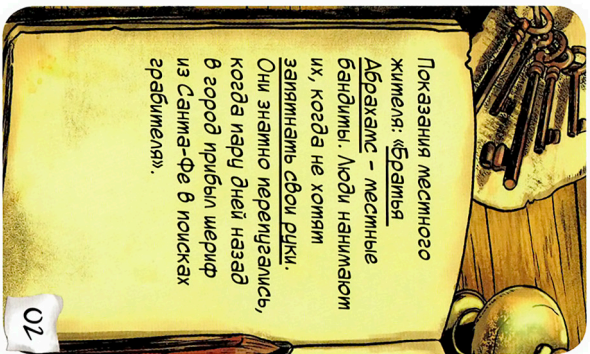 Показания местного
жителя: «Братья
Абрахамс – местные
бандиты. Люди нанимают
их, когда не хотят
запятнать свои руки.
Они знатно перепугались,
когда пару дней назад
в город прибыл шериф
из Санта-Фе в поисках
грабителя».
02